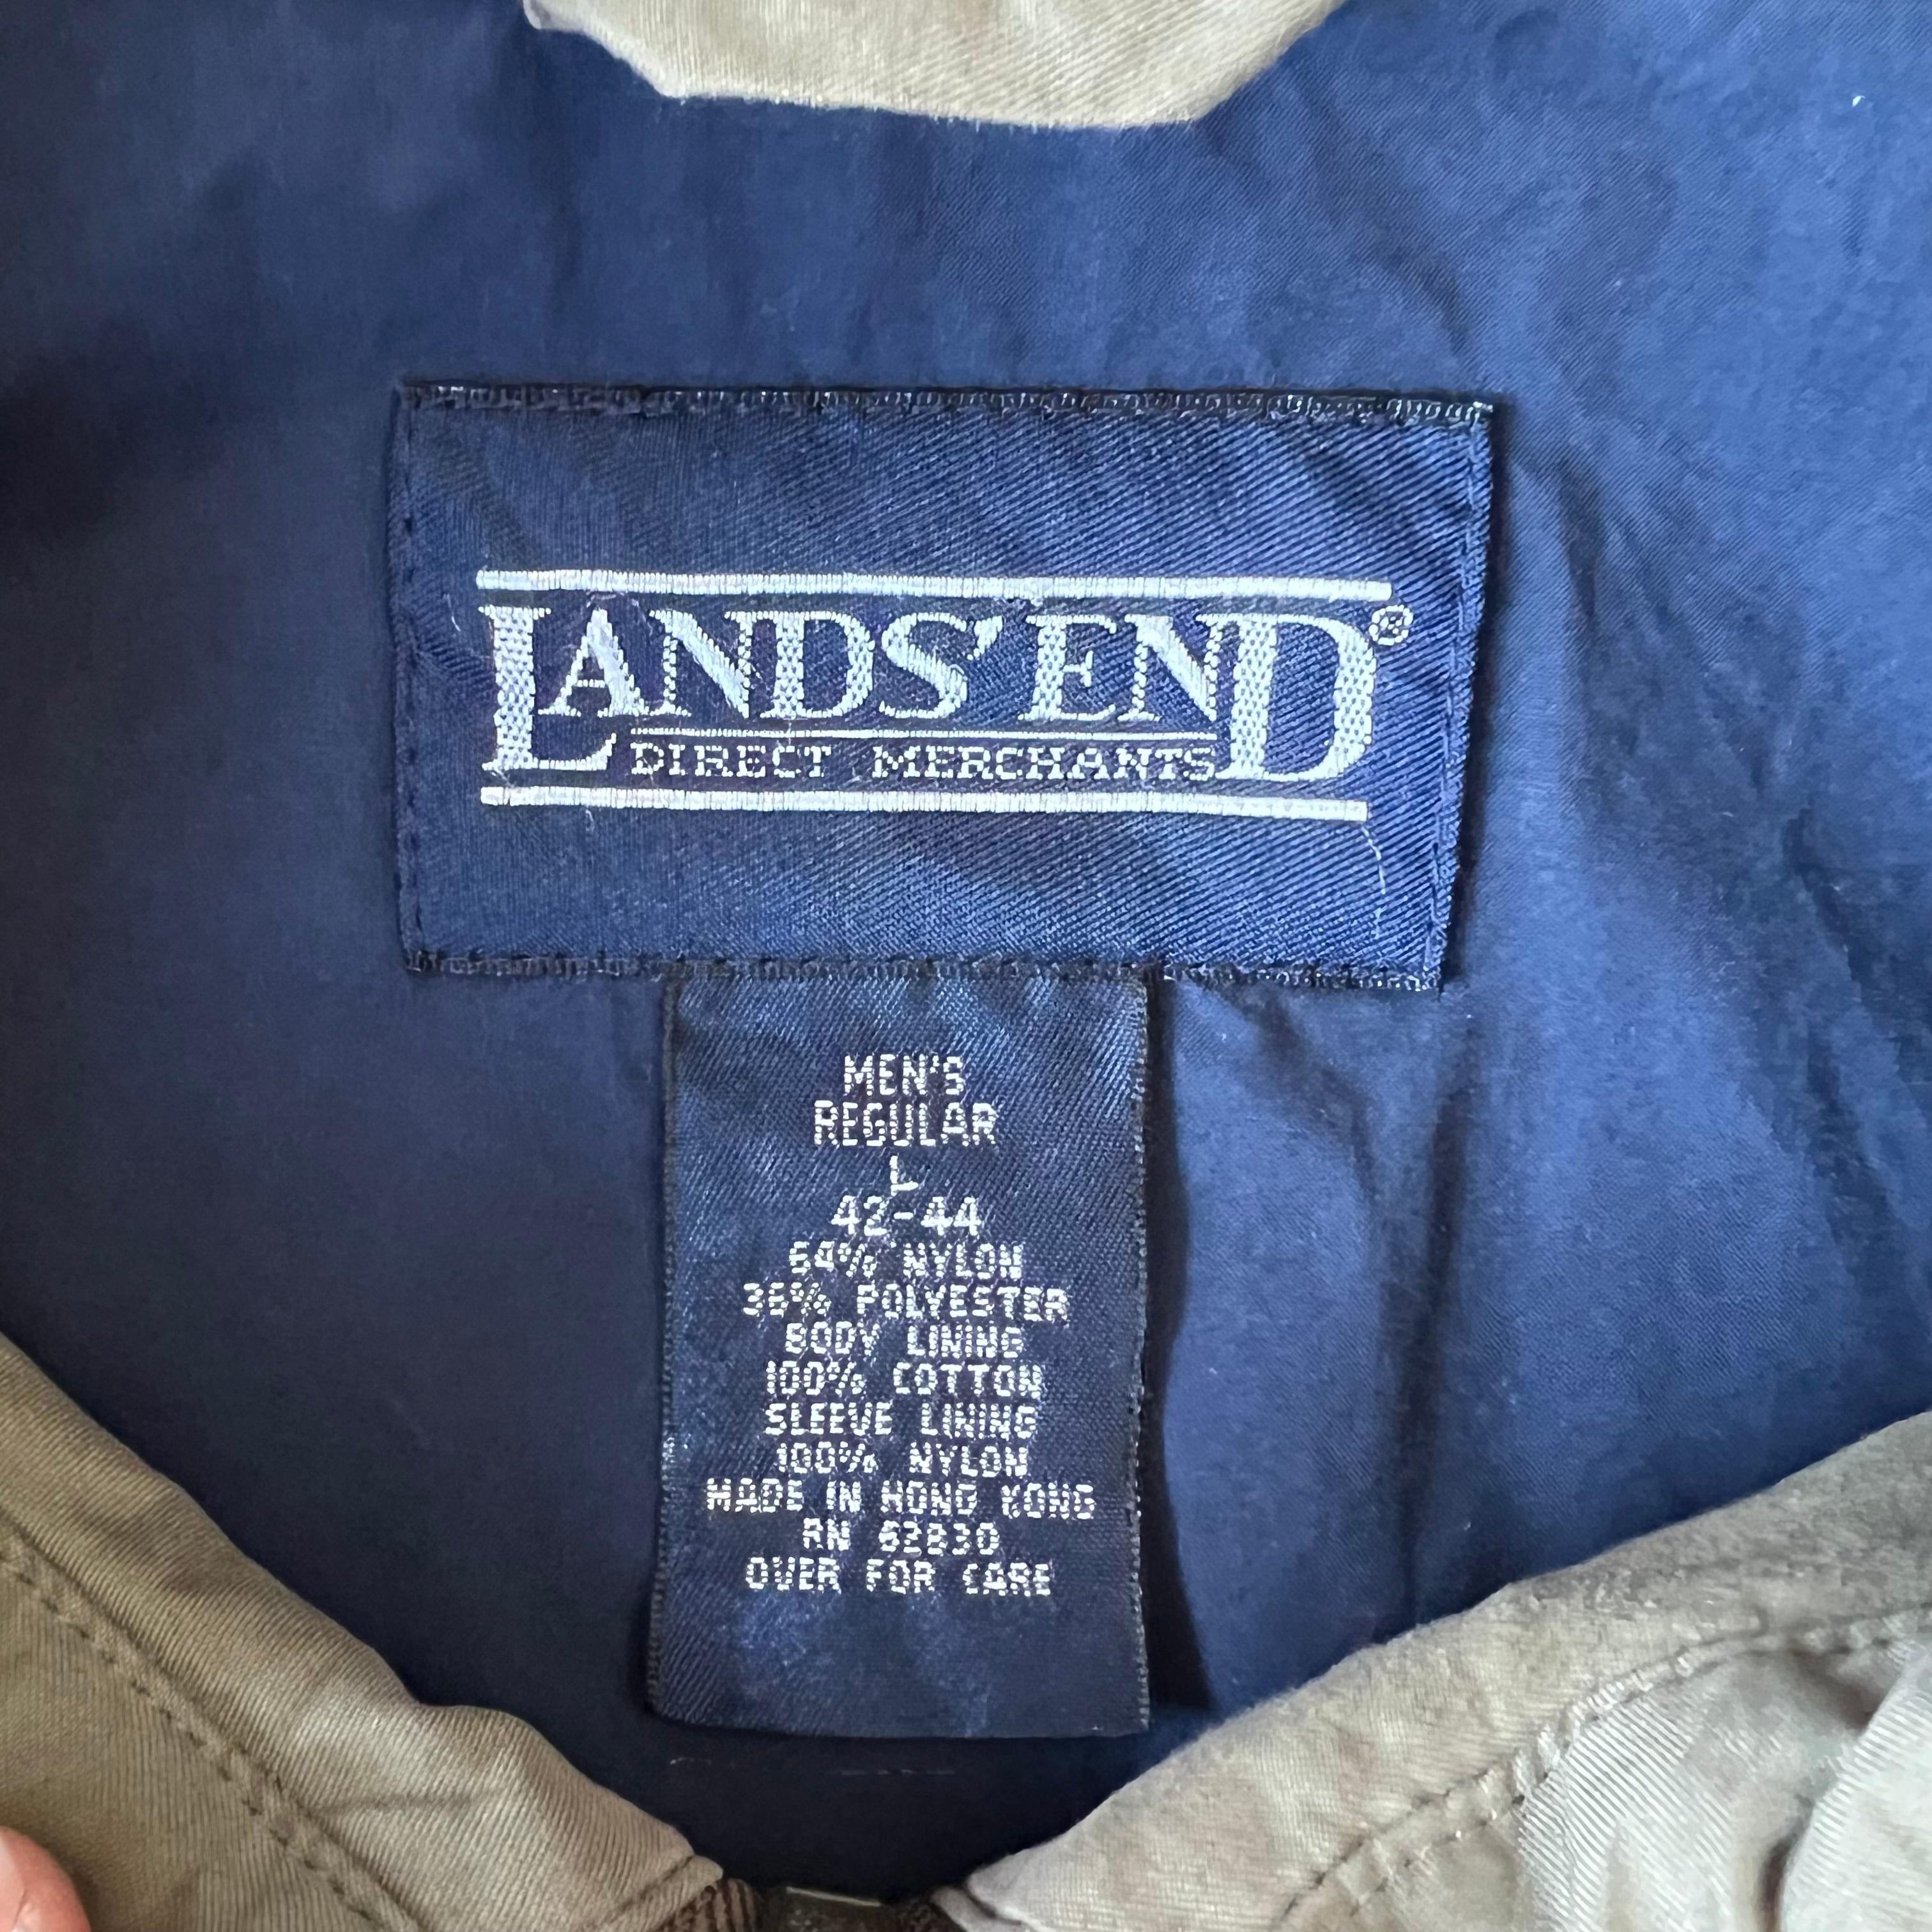 LANDS' END®
DIRECT MERCHANTS
MEN'S
REGULAR
L
42-44
64% NYLON
36% POLYESTER
BODY LINING
100% COTTON
SLEEVE LINING
100% NYLON
MADE IN HONG KONG
RN 62830
OVER FOR CARE